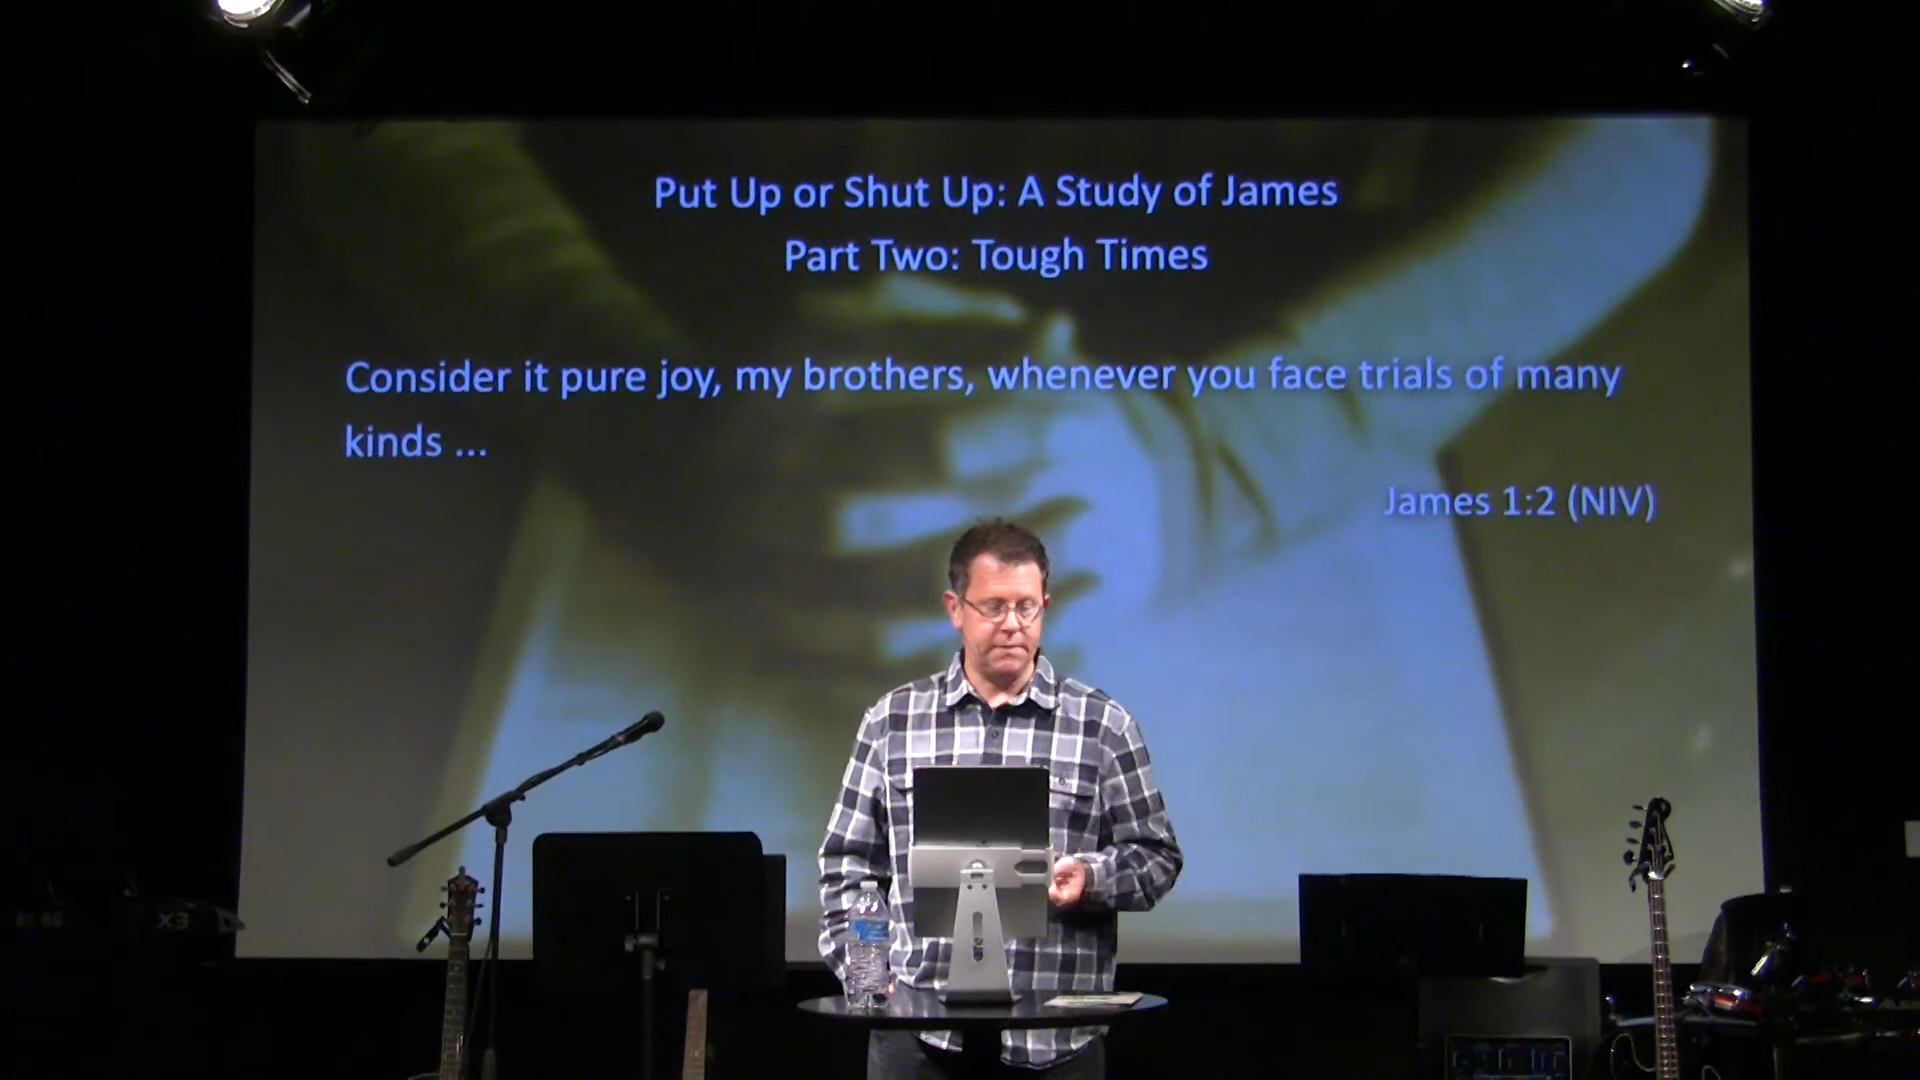 Put Up or Shut Up: A Study of James
Part Two: Tough Times
Consider it pure joy, my brothers, whenever you face trials of many
kinds ...
James 1:2 (NIV)
X3